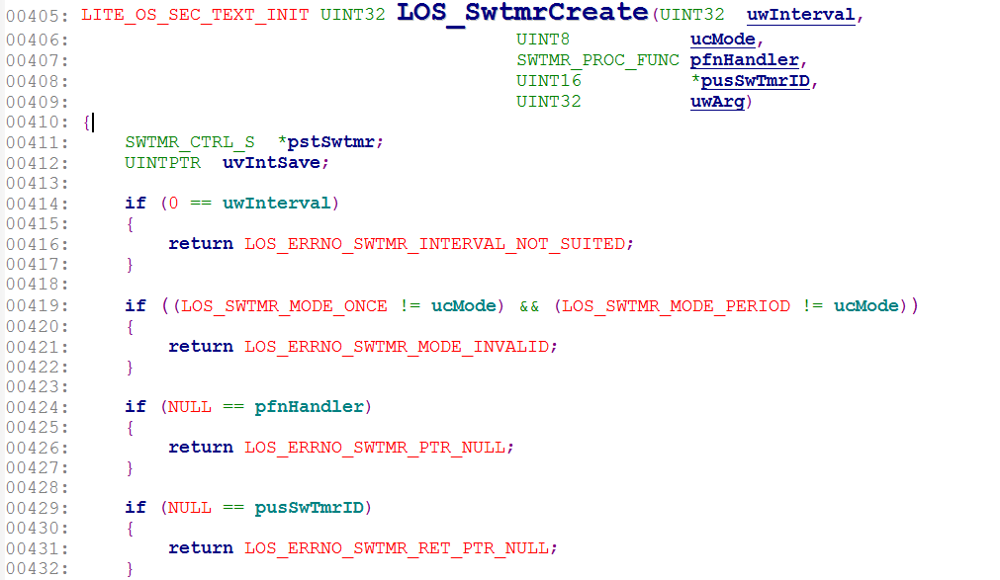 00405: LITE_OS_SEC_TEXT_INIT UINT32 LOS_SwtmrCreate(UINT32 uwInterval,
00406: UINT8 ucMode,
00407: SWTMR_PROC_FUNC pfnHandler,
00408: UINT16 *pusSwTmrID,
00409: UINT32 uwArg)
00410: {
00411: SWTMR_CTRL_S *pstSwtmr;
00412: UINTPTR uvIntSave;
00413:
00414: if (0 == uwInterval)
00415: {
00416: return LOS_ERRNO_SWTMR_INTERVAL_NOT_SUITED;
00417: }
00418:
00419: if ((LOS_SWTMR_MODE_ONCE != ucMode) && (LOS_SWTMR_MODE_PERIOD != ucMode))
00420: {
00421: return LOS_ERRNO_SWTMR_MODE_INVALID;
00422: }
00423:
00424: if (NULL == pfnHandler)
00425: {
00426: return LOS_ERRNO_SWTMR_PTR_NULL;
00427: }
00428:
00429: if (NULL == pusSwTmrID)
00430: {
00431: return LOS_ERRNO_SWTMR_RET_PTR_NULL;
00432: }